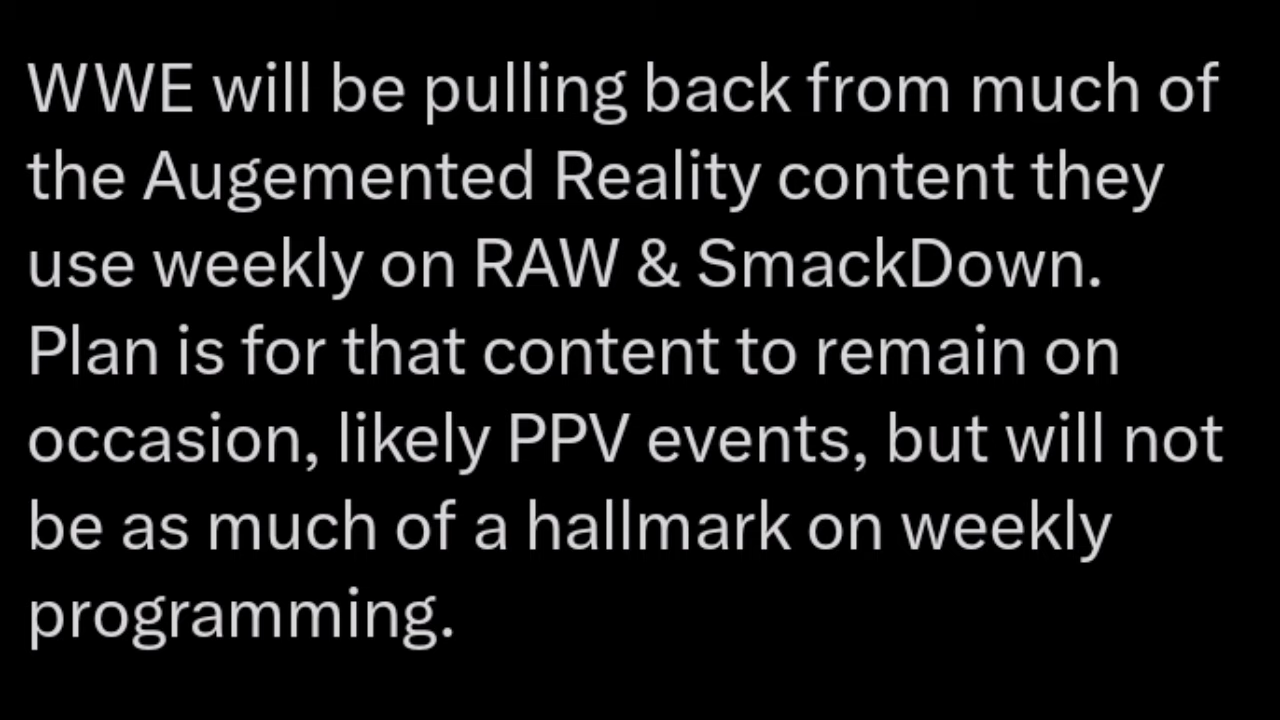 WWE will be pulling back from much of
the Augemented Reality content they
use weekly on RAW & SmackDown.
Plan is for that content to remain on
occasion, likely PPV events, but will not
be as much of a hallmark on weekly
programming.